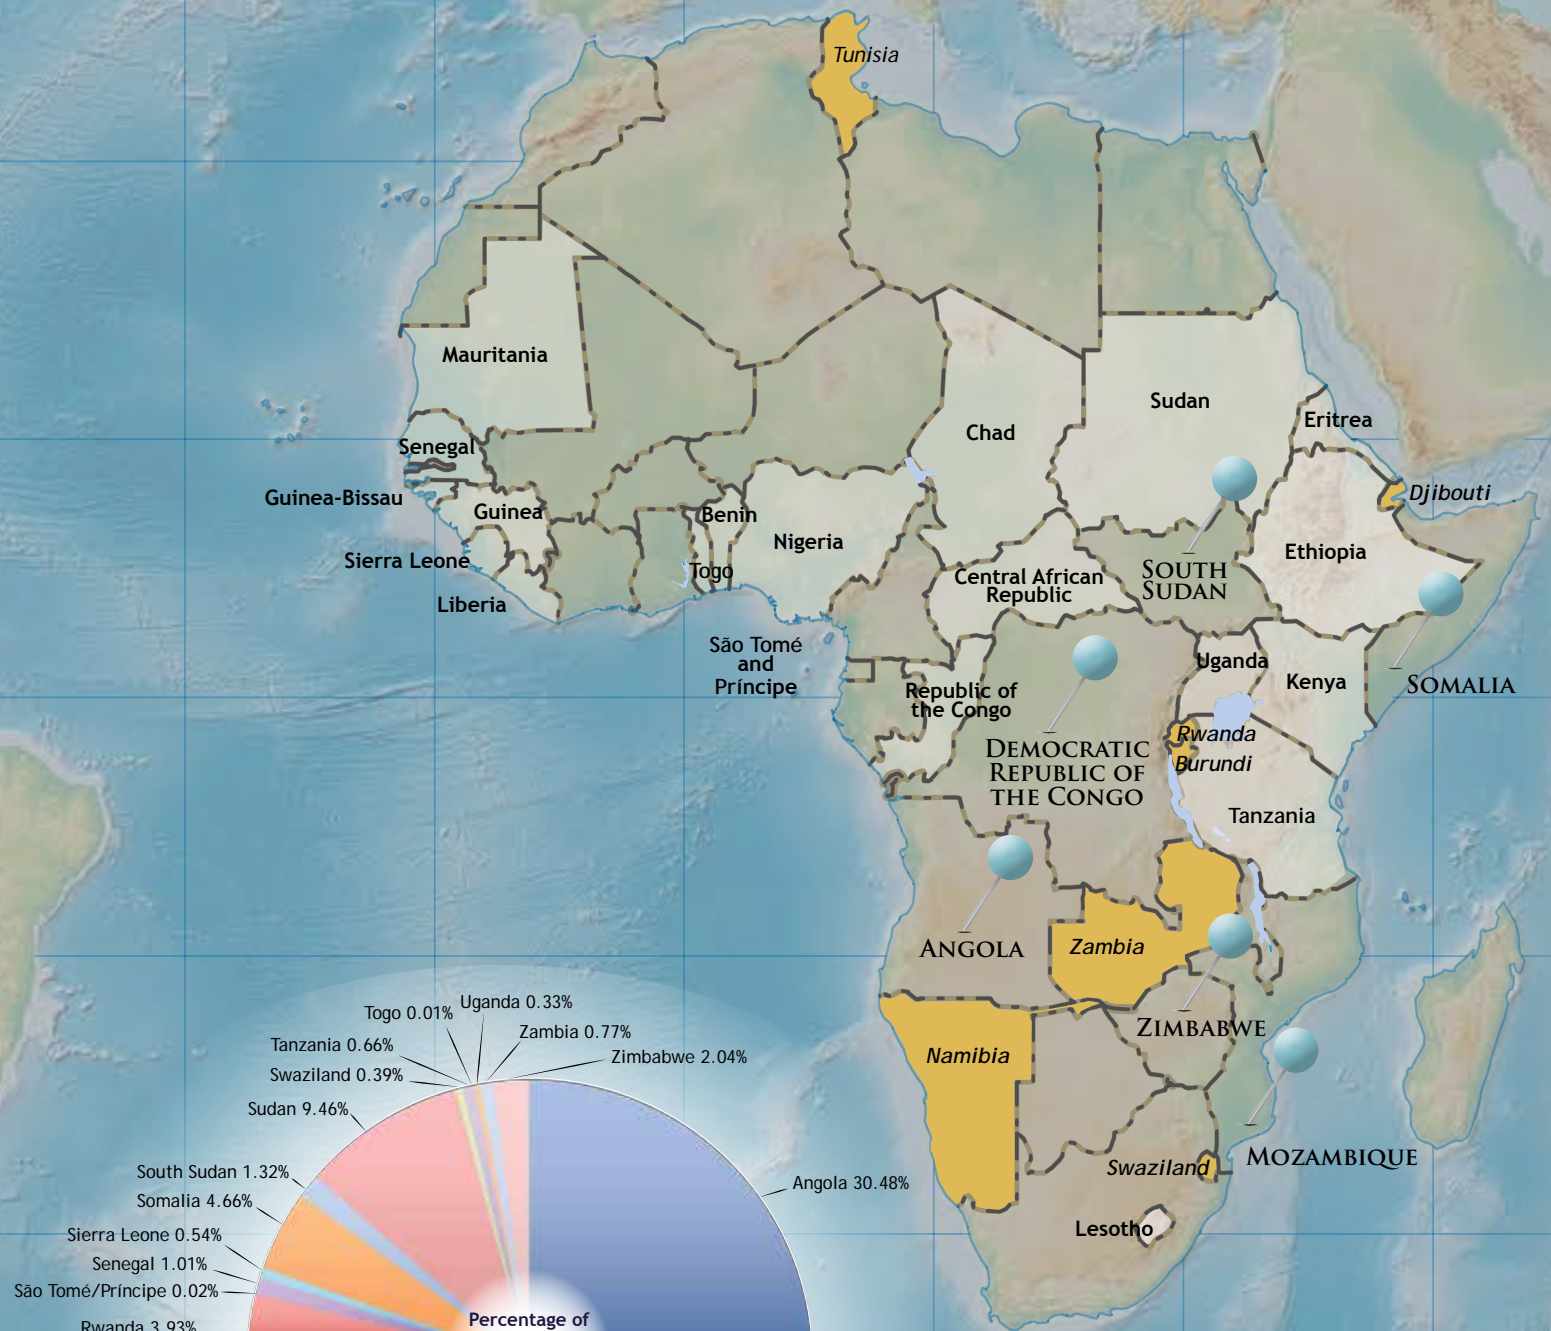 Tunisia
Mauritania
Sudan
Eritrea
Chad
Senegal
Djibouti
Guinea-Bissau
Guinea
Benin
Nigeria
Ethiopia
Sierra Leone
Togo
Central African
Republic
SOUTH
SUDAN
Liberia
São Tomé
and
Príncipe
Uganda
Kenya
SOMALIA
Republic of
the Congo
Rwanda
Burundi
DEMOCRATIC
REPUBLIC OF
THE CONGO
Tanzania
ANGOLA
Zambia
ZIMBABWE
Namibia
MOZAMBIQUE
Swaziland
Lesotho
Togo 0.01%
Uganda 0.33%
Zambia 0.77%
Tanzania 0.66%
Zimbabwe 2.04%
Swaziland 0.39%
Sudan 9.46%
South Sudan 1.32%
Angola 30.48%
Somalia 4.66%
Sierra Leone 0.54%
Senegal 1.01%
São Tomé/Príncipe 0.02%
Rwanda 3.93%
Percentage of